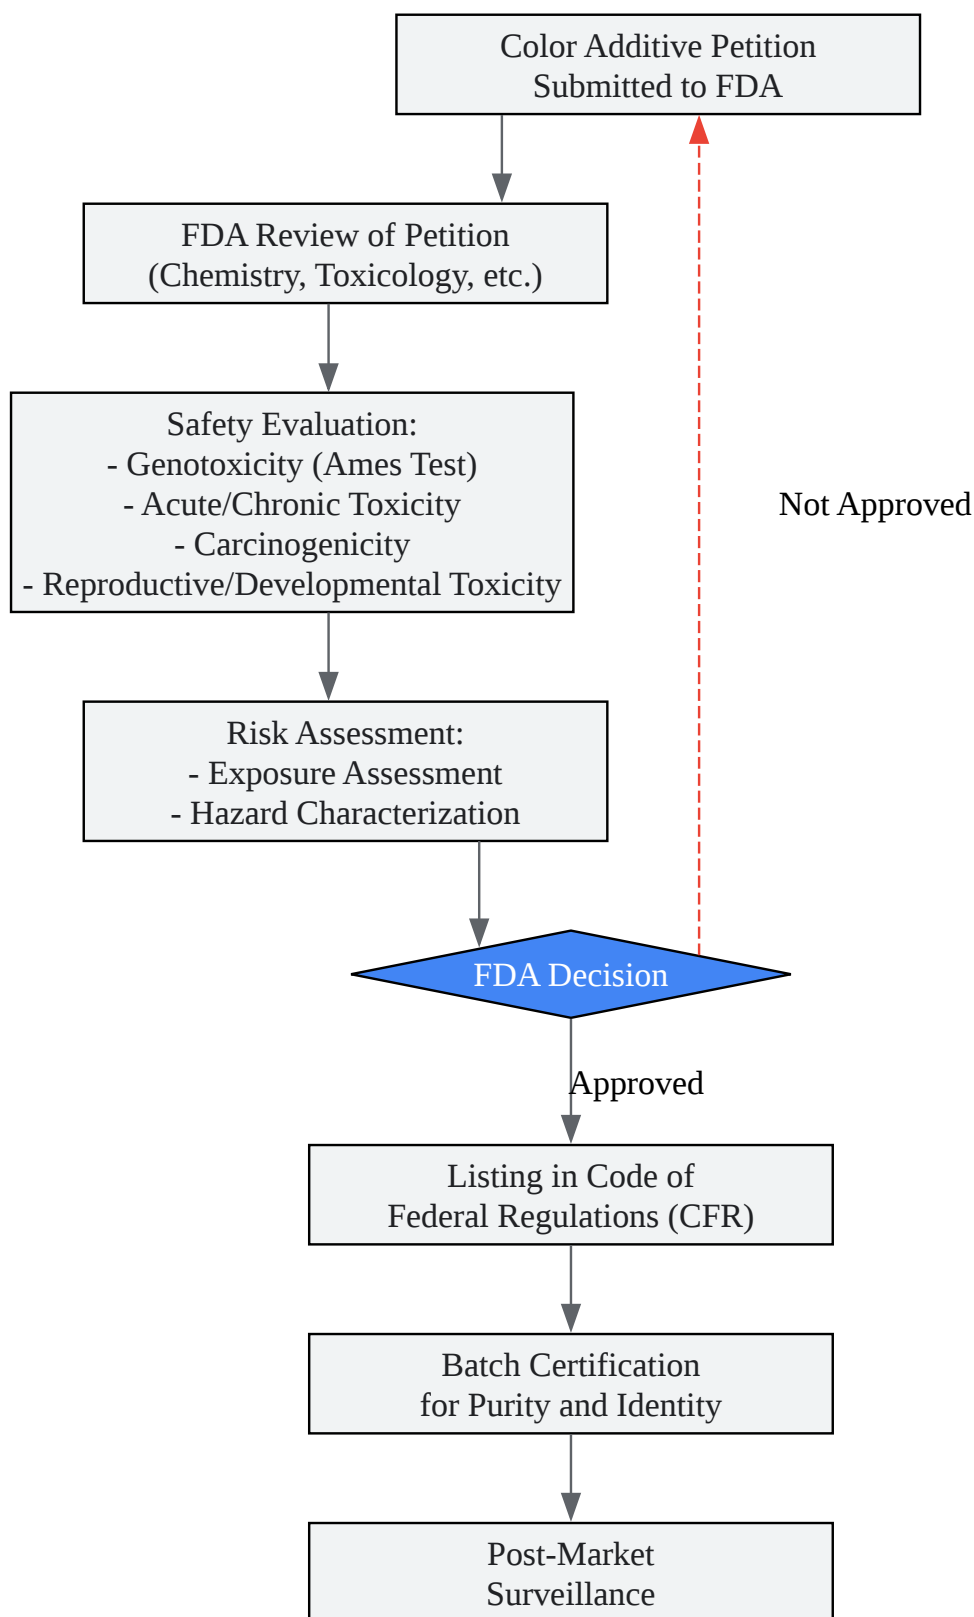 Color Additive Petition
Submitted to FDA
FDA Review of Petition
(Chemistry, Toxicology, etc.)
Safety Evaluation:
- Genotoxicity (Ames Test)
- Acute/Chronic Toxicity
- Carcinogenicity
- Reproductive/Developmental Toxicity
Not Approved
Risk Assessment:
- Exposure Assessment
- Hazard Characterization
FDA Decision
Approved
Listing in Code of
Federal Regulations (CFR)
Batch Certification
for Purity and Identity
Post-Market
Surveillance